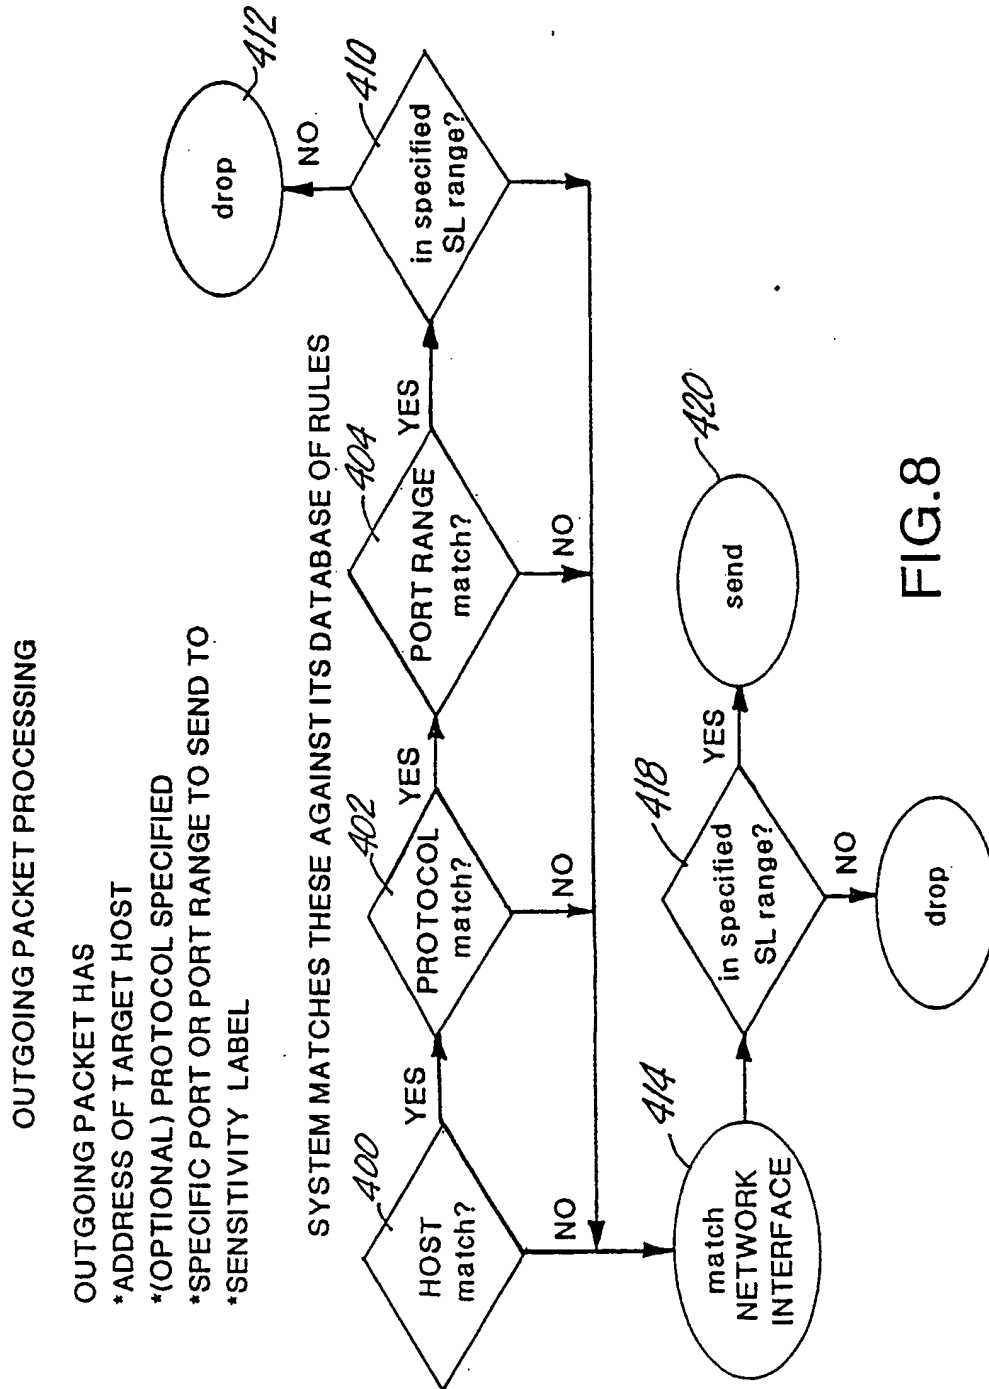 OUTGOING PACKET PROCESSING
OUTGOING PACKET HAS
*ADDRESS OF TARGET HOST
*(OPTIONAL) PROTOCOL SPECIFIED
*SPECIFIC PORT OR PORT RANGE TO SEND TO
*SENSITIVITY LABEL
SYSTEM MATCHES THESE AGAINST ITS DATABASE OF RULES
400
HOST
match?
YES
NO
402
PROTOCOL
match?
YES
NO
404
PORT RANGE
match?
YES
NO
410
in specified
SL range?
NO
412
drop
414
match
NETWORK
INTERFACE
418
in specified
SL range?
YES
NO
420
send
drop
FIG.8